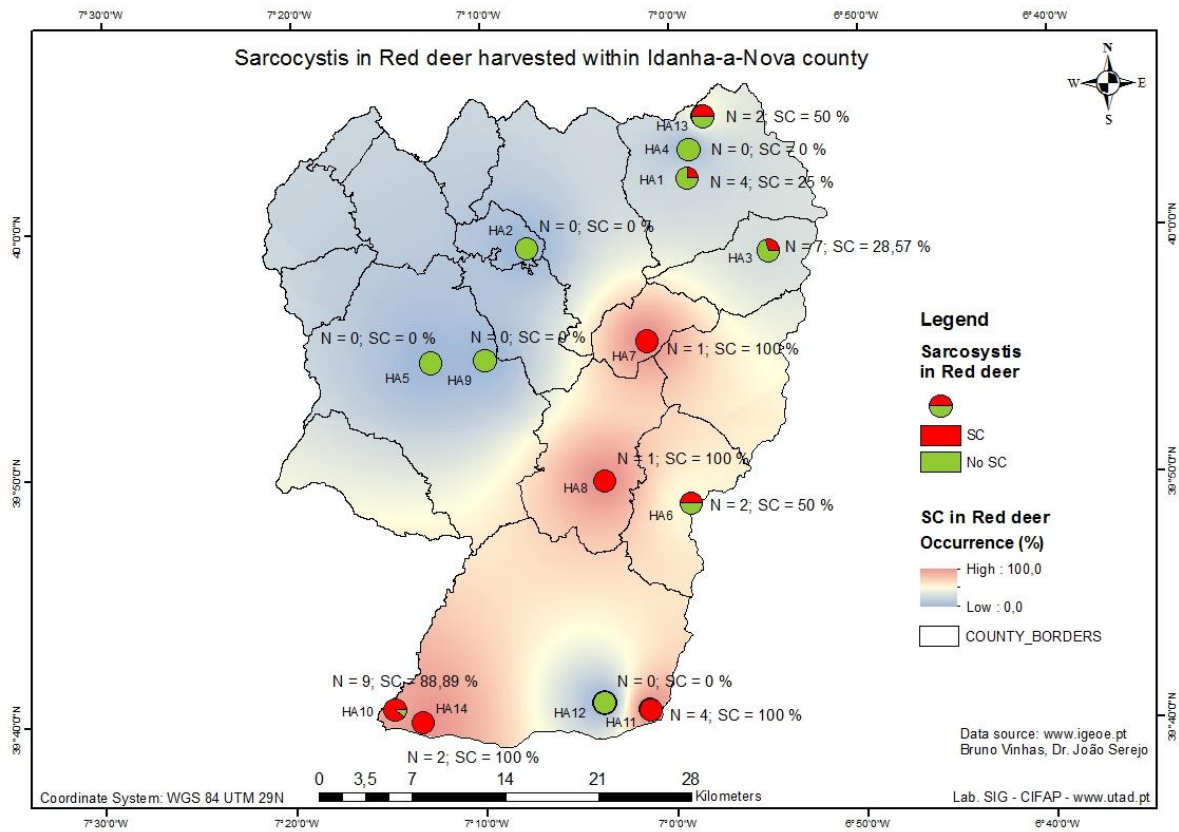 7°30'0"W 7°20'0"W 7°10'0"W 7°0'0"W 6°50'0"W 6°40'0"W
Sarcocystis in Red deer harvested within Idanha-a-Nova county
N
W E
S
HA13 N = 2; SC = 50 %
HA4 N = 0; SC = 0 %
HA1 N = 4; SC = 25 %
40°0'0"N 40°0'0"N
HA2 N = 0; SC = 0 %
HA3 N = 7; SC = 28,57 %
N = 0; SC = 0 % N = 0; SC = 0 %
HA5 HA9
HA7 N = 1; SC = 100 %
Legend
Sarcosystis
in Red deer
SC
No SC
39°50'0"N 39°50'0"N
N = 1; SC = 100 %
HA8
HA6 N = 2; SC = 50 %
SC in Red deer
Occurrence (%)
High : 100,0
Low : 0,0
COUNTY_BORDERS
N = 9; SC = 88,89 % N = 0; SC = 0 %
HA10 HA14 HA12 HA11 N = 4; SC = 100 %
39°40'0"N 39°40'0"N
N = 2; SC = 100 %
Data source: www.igeoe.pt
Bruno Vinhas, Dr. João Serejo
0 3,5 7 14 21 28
Kilometers
Coordinate System: WGS 84 UTM 29N
Lab. SIG - CIFAP - www.utad.pt
7°30'0"W 7°20'0"W 7°10'0"W 7°0'0"W 6°50'0"W 6°40'0"W